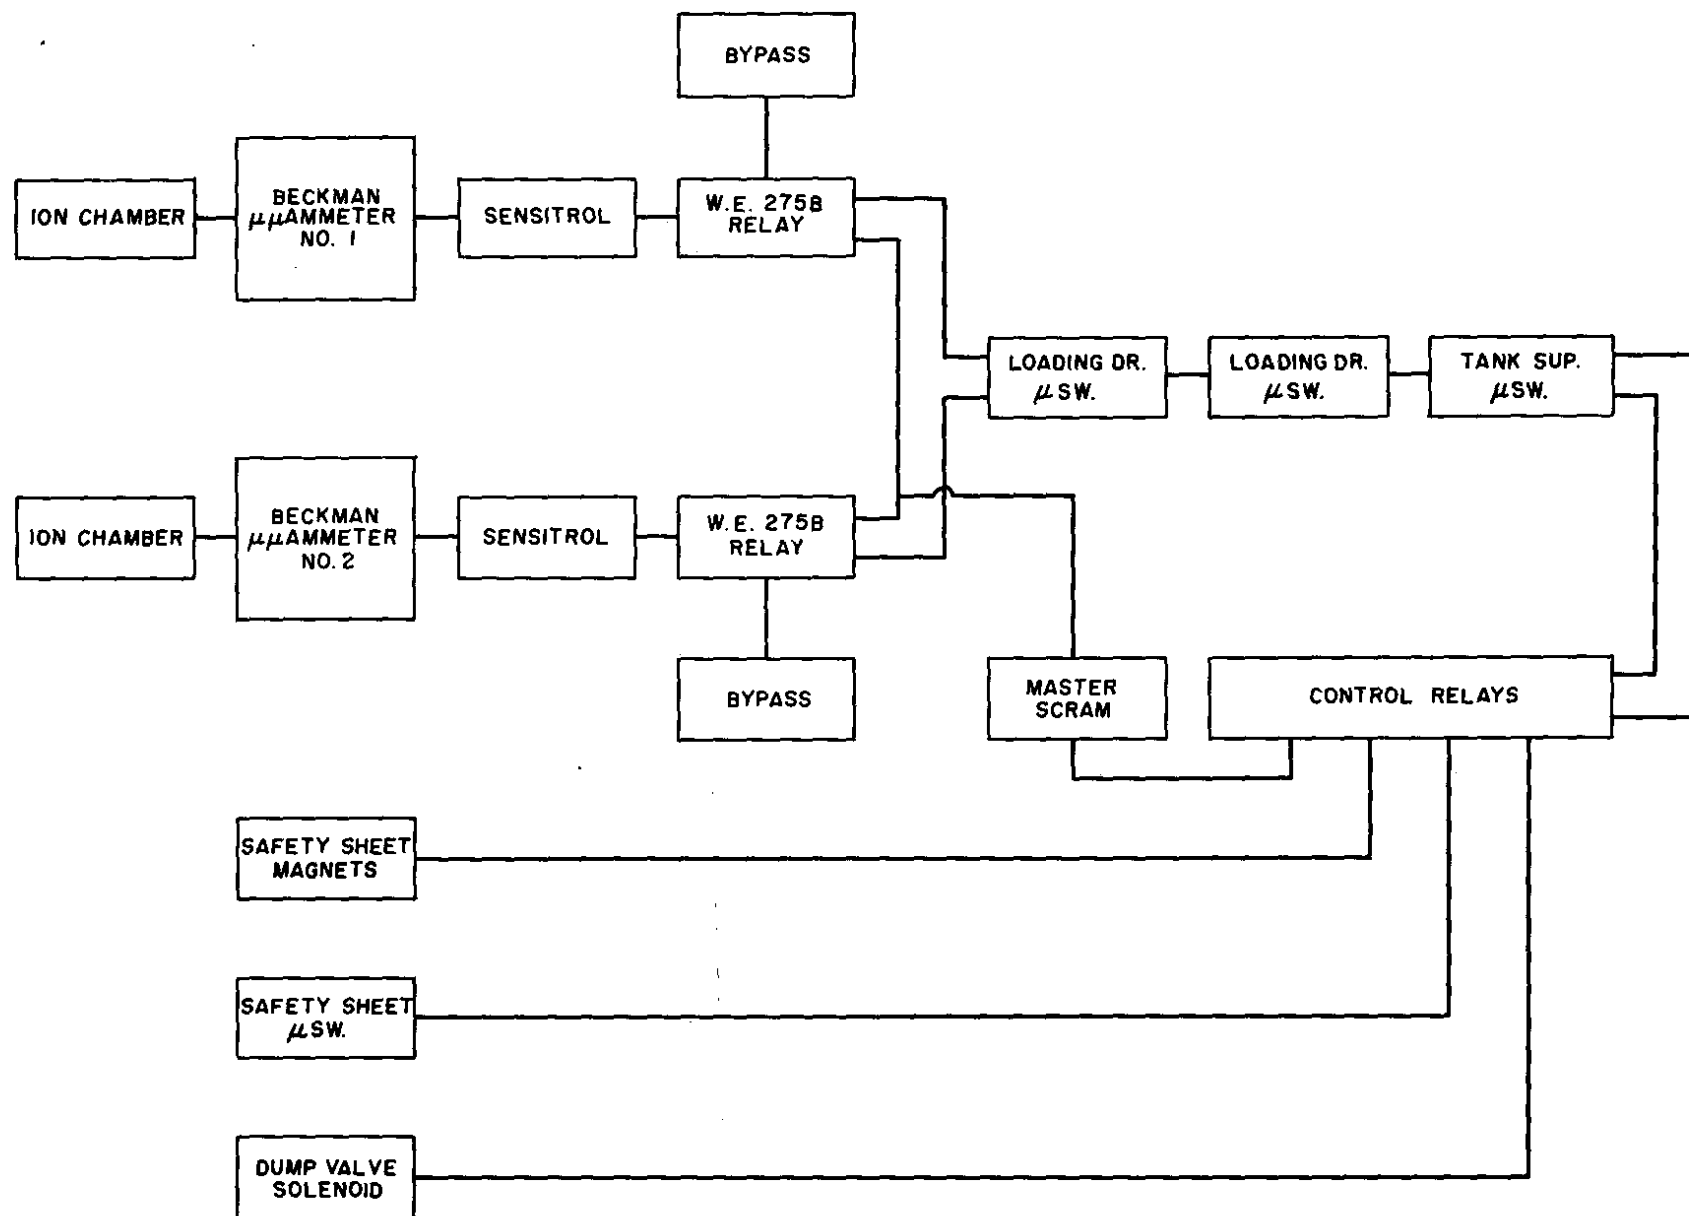 BYPASS
ION CHAMBER
BECKMAN
μμAMMETER
NO. 1
SENSITROL
W.E. 275B
RELAY
LOADING DR.
μSW.
LOADING DR.
μSW.
TANK SUP.
μSW.
ION CHAMBER
BECKMAN
μμAMMETER
NO. 2
SENSITROL
W.E. 275B
RELAY
BYPASS
MASTER
SCRAM
CONTROL RELAYS
SAFETY SHEET
MAGNETS
SAFETY SHEET
μSW.
DUMP VALVE
SOLENOID